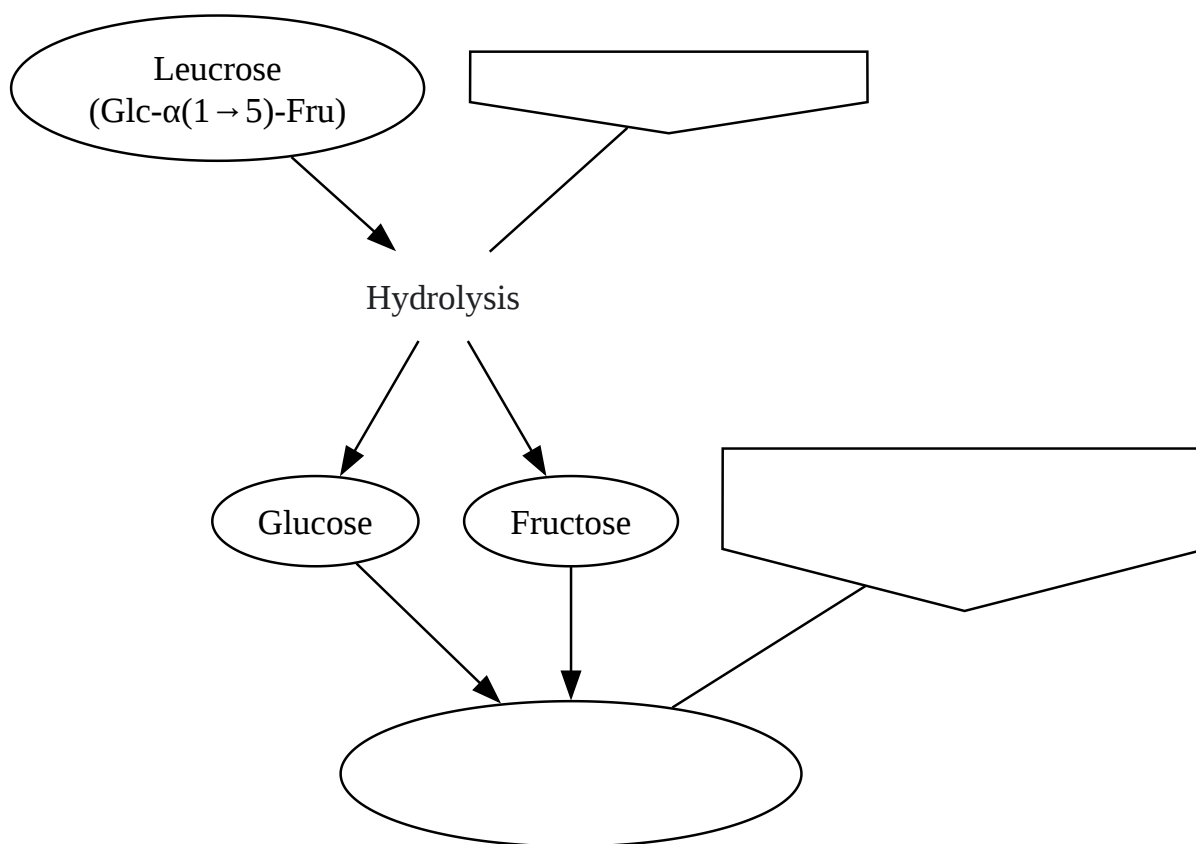 Leucrose
(Glc-α(1→5)-Fru)
Hydrolysis
Glucose
Fructose